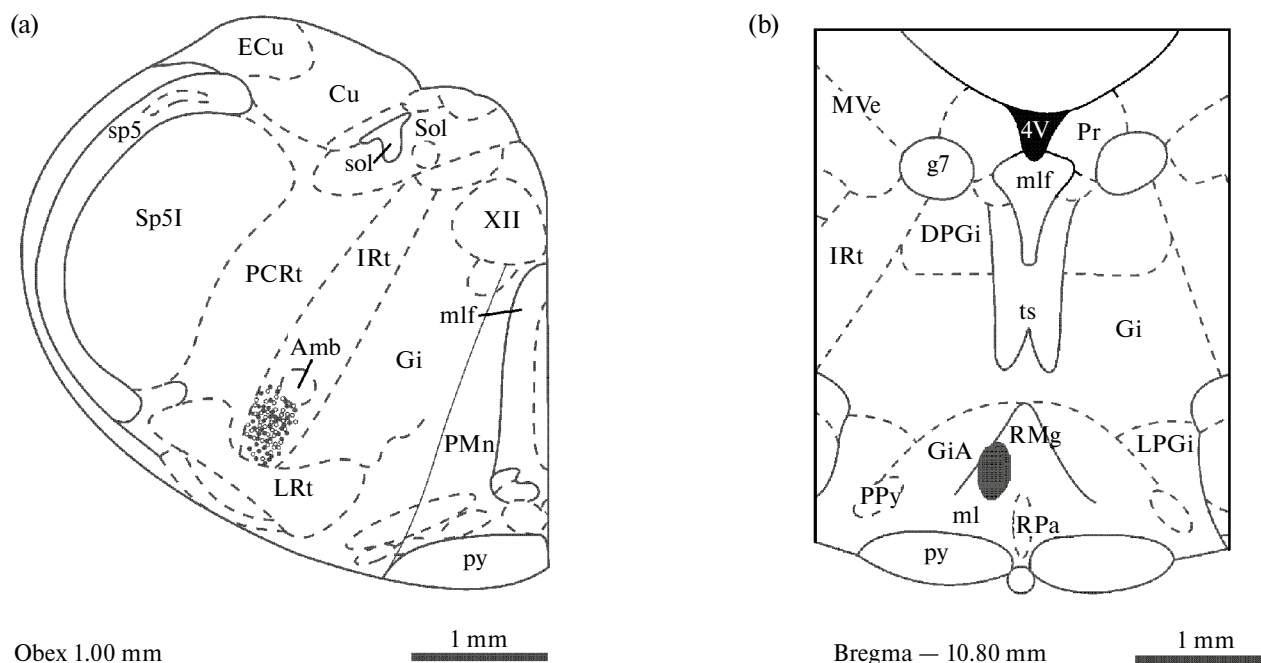 (a)
ECu
Cu
sp5
Sol
sol
Sp5I
XII
IRt
PCRt
mlf
Amb
Gi
PMn
LRt
py
Obex 1.00 mm
1 mm
(b)
MVe
4V
Pr
g7
mlf
DPGi
IRt
ts
Gi
RMg
GiA
LPGi
PPy
ml
RPa
py
Bregma — 10.80 mm
1 mm